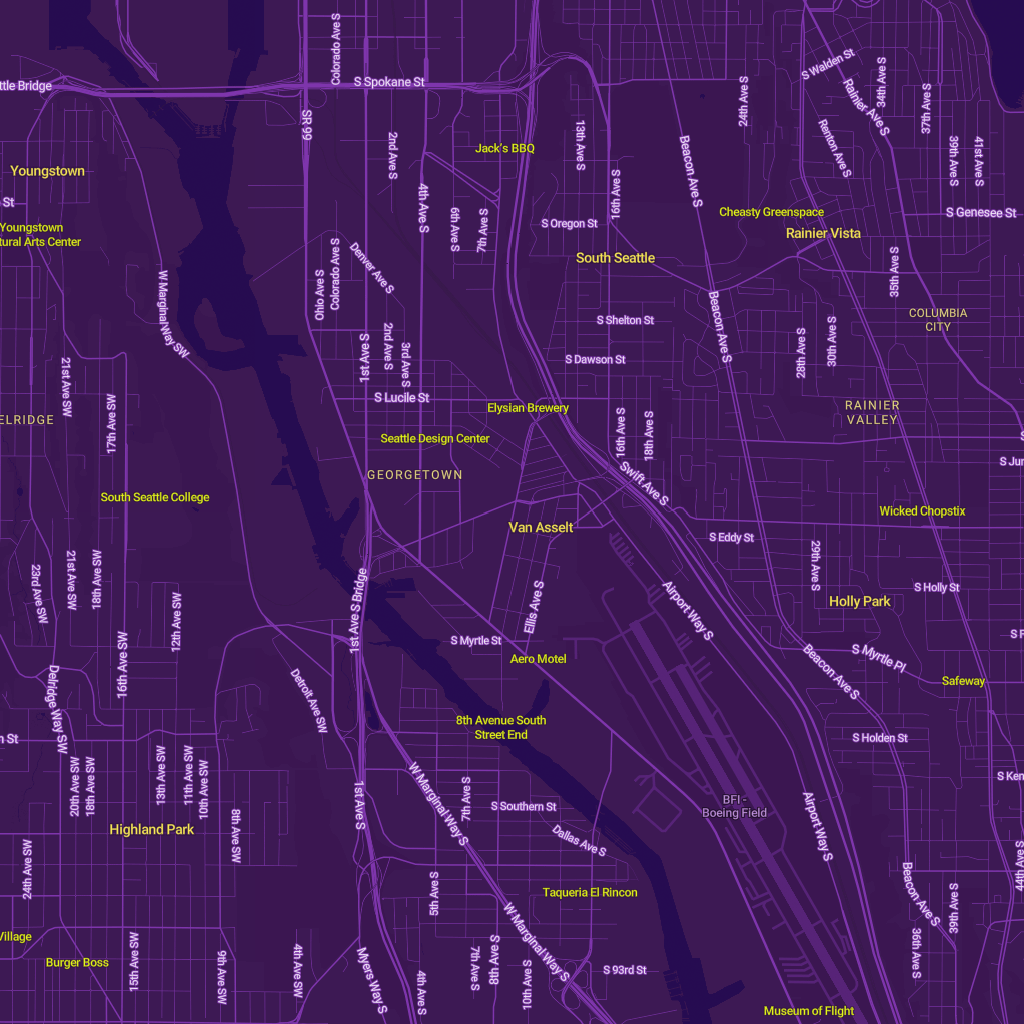 Colorado Ave S
S Walden St
34th Ave S
ttle Bridge
S Spokane St
24th Ave S
Rainier Ave S
37th Ave S
SR 99
2nd Ave S
Jack's BBQ
13th Ave S
Beacon Ave S
Renton Ave S
39th Ave S
41st Ave S
Youngstown
4th Ave S
16th Ave S
St
6th Ave S
7th Ave S
S Oregon St
Cheasty Greenspace
S Genesee St
Youngstown
tural Arts Center
Rainier Vista
South Seattle
Denver Ave S
Colorado Ave S
Ohio Ave S
35th Ave S
W Marginal Way SW
S Shelton St
Beacon Ave S
COLUMBIA
CITY
1st Ave S
2nd Ave S
3rd Ave S
S Dawson St
28th Ave S
30th Ave S
21st Ave SW
17th Ave SW
S Lucile St
Elysian Brewery
16th Ave S
18th Ave S
RAINIER
VALLEY
ELRIDGE
Seattle Design Center
S
GEORGETOWN
Swift Ave S
S Jun
South Seattle College
Wicked Chopstix
Van Asselt
S Eddy St
29th Ave S
23rd Ave SW
21st Ave SW
18th Ave SW
12th Ave SW
1st Ave S Bridge
Ellis Ave S
Airport Way S
S Holly St
Holly Park
16th Ave SW
S Myrtle St
S F
Aero Motel
Beacon Ave S
S Myrtle Pl
Delridge Way SW
Detroit Ave SW
Safeway
8th Avenue South
Street End
n St
S Holden St
20th Ave SW
18th Ave SW
13th Ave SW
11th Ave SW
10th Ave SW
S Ken
1st Ave S
W Marginal Way S
7th Ave S
S Southern St
BFI -
Boeing Field
Airport Way S
Highland Park
8th Ave SW
Dallas Ave S
24th Ave SW
44th Ave S
5th Ave S
Taqueria El Rincon
Beacon Ave S
39th Ave S
Village
W Marginal Way S
36th Ave S
Burger Boss
15th Ave SW
9th Ave SW
4th Ave SW
Myers Way S
4th Ave S
7th Ave S
8th Ave S
10th Ave S
S 93rd St
Museum of Flight